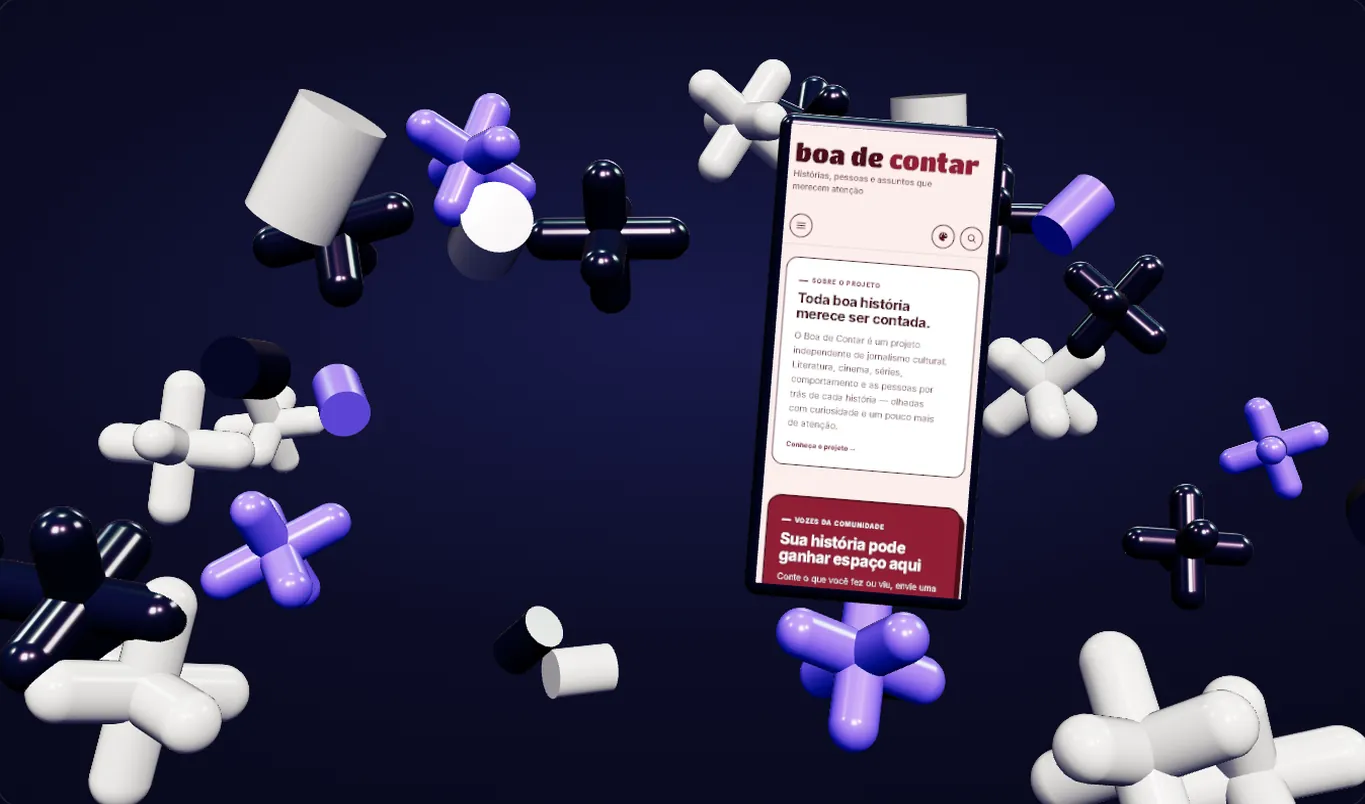 boa de contar
Histórias, pessoas e assuntos que
merecem atenção
— SOBRE O PROJETO
Toda boa história
merece ser contada.
O Boa de Contar é um projeto
independente de jornalismo cultural.
Literatura, cinema, séries,
comportamento e as pessoas por
trás de cada história — olhadas
com curiosidade e um pouco mais
de atenção.
Conheça o projeto →
— VOZES DA COMUNIDADE
Sua história pode
ganhar espaço aqui
Conte o que você fez ou viu, envie uma